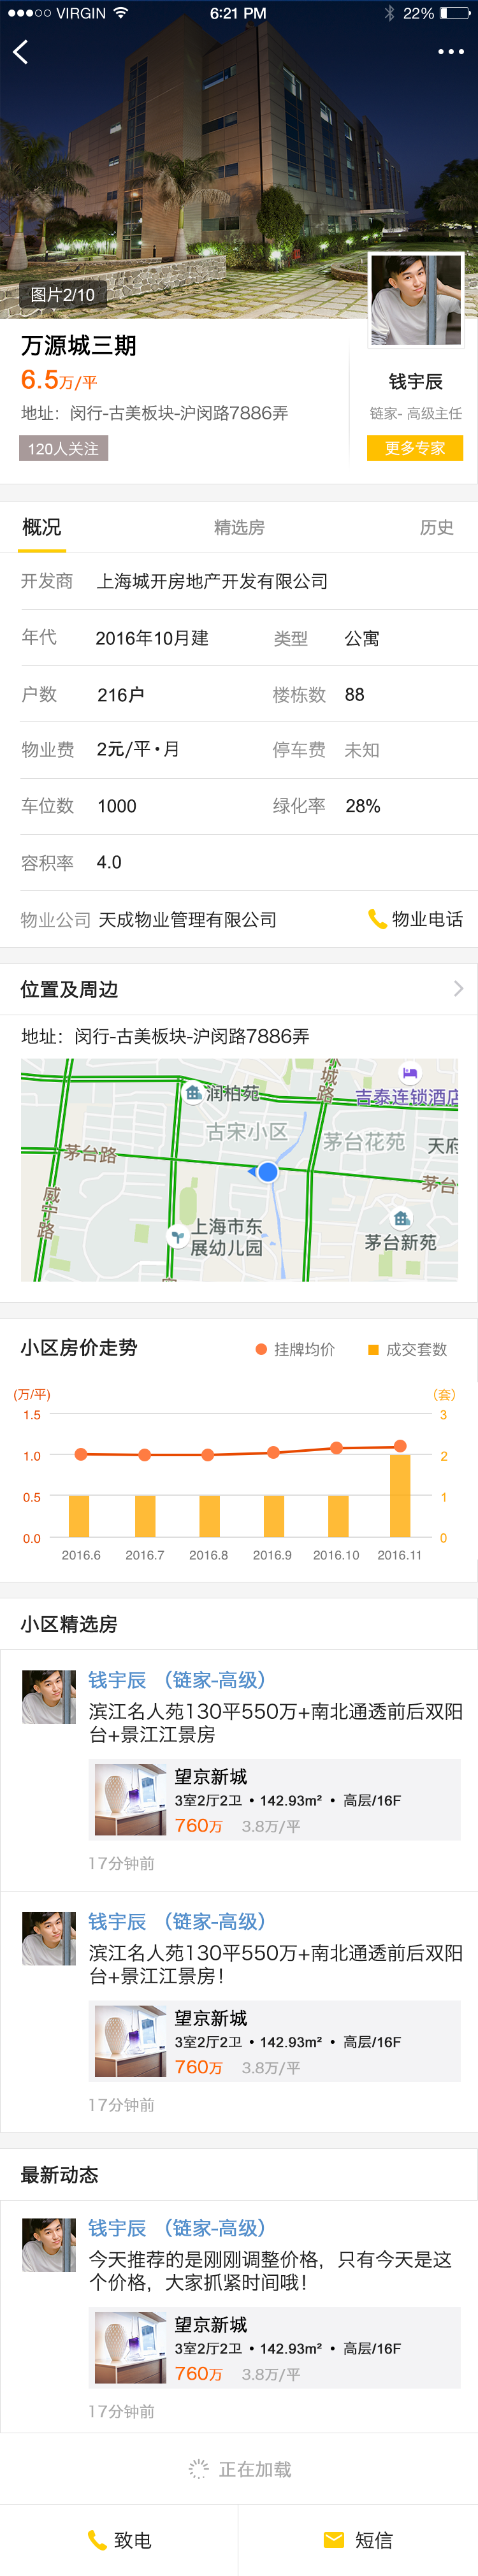 VIRGIN 6:21 PM 22%
图片2/10
万源城三期
6.5万/平
地址：闵行-古美板块-沪闵路7886弄
120人关注
钱宇辰
链家- 高级主任
更多专家
概况 精选房 历史
开发商 上海城开房地产开发有限公司
年代 2016年10月建 类型 公寓
户数 216户 楼栋数 88
物业费 2元/平•月 停车费 未知
车位数 1000 绿化率 28%
容积率 4.0
物业公司 天成物业管理有限公司 物业电话
位置及周边
地址：闵行-古美板块-沪闵路7886弄
润柏苑
城路
吉泰连锁酒店
古宋小区
茅台花苑
天府
茅台路
茅台
威宁路
上海市东
展幼儿园
茅台新苑
小区房价走势 挂牌均价 成交套数
(万/平) (套)
1.5 3
1.0 2
0.5 1
0.0 0
2016.6 2016.7 2016.8 2016.9 2016.10 2016.11
小区精选房
钱宇辰 （链家-高级）
滨江名人苑130平550万+南北通透前后双阳
台+景江江景房
望京新城
3室2厅2卫 • 142.93m² • 高层/16F
760万 3.8万/平
17分钟前
钱宇辰 （链家-高级）
滨江名人苑130平550万+南北通透前后双阳
台+景江江景房！
望京新城
3室2厅2卫 • 142.93m² • 高层/16F
760万 3.8万/平
17分钟前
最新动态
钱宇辰 （链家-高级）
今天推荐的是刚刚调整价格，只有今天是这
个价格，大家抓紧时间哦！
望京新城
3室2厅2卫 • 142.93m² • 高层/16F
760万 3.8万/平
17分钟前
正在加载
致电 短信